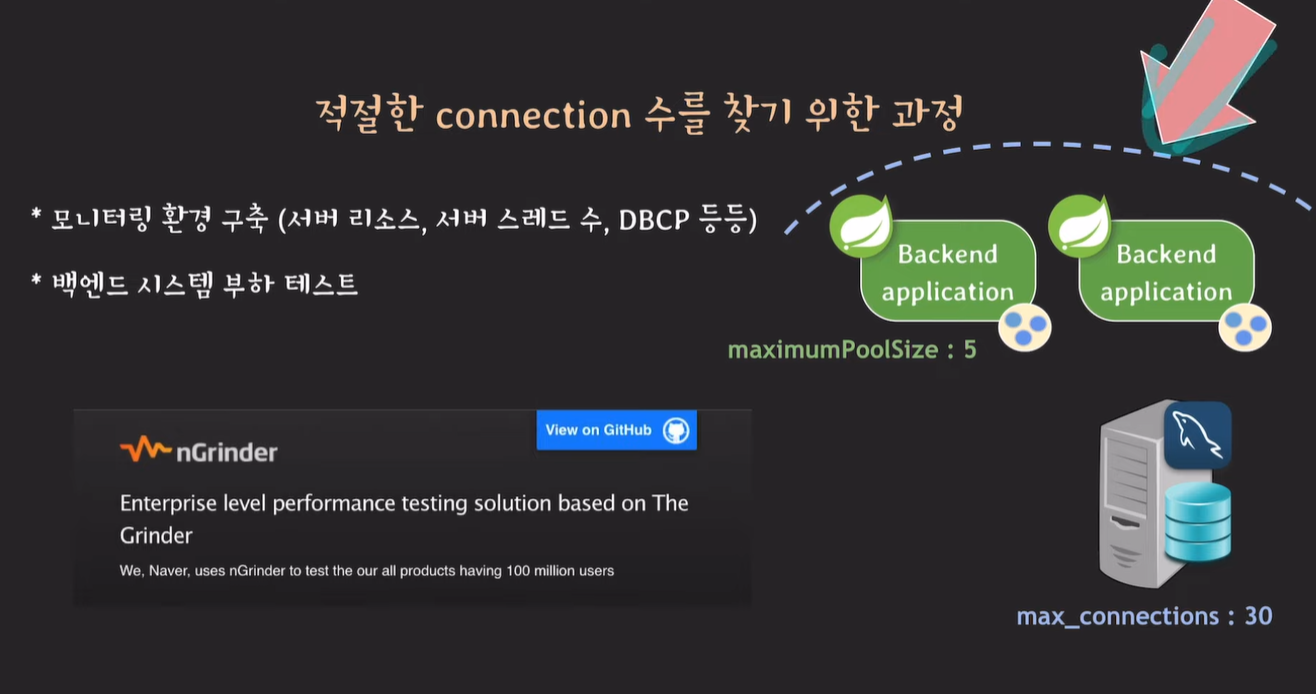 적절한 connection 수를 찾기 위한 과정
* 모니터링 환경 구축 (서버 리소스, 서버 스레드 수, DBCP 등등)
* 백엔드 시스템 부하 테스트
Backend
application
Backend
application
maximumPoolSize : 5
View on GitHub
nGrinder
Enterprise level performance testing solution based on The
Grinder
We, Naver, uses nGrinder to test the our all products having 100 million users
max_connections : 30